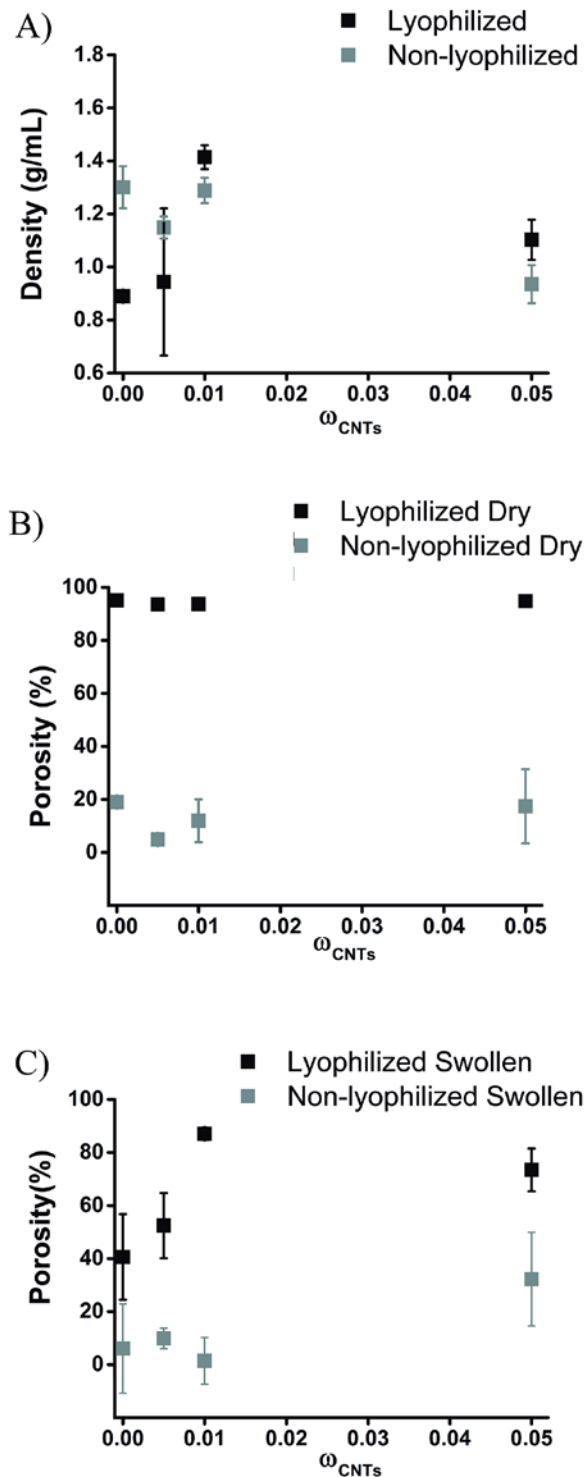 A)
Lyophilized
Non-lyophilized
Density (g/mL)
1.8
1.6
1.4
1.2
1.0
0.8
0.6
0.00 0.01 0.02 0.03 0.04 0.05
ωCNTs
B)
Lyophilized Dry
Non-lyophilized Dry
Porosity (%)
100
80
60
40
20
0
0.00 0.01 0.02 0.03 0.04 0.05
ωCNTs
C)
Lyophilized Swollen
Non-lyophilized Swollen
Porosity(%)
100
80
60
40
20
0
0.00 0.01 0.02 0.03 0.04 0.05
ωCNTs